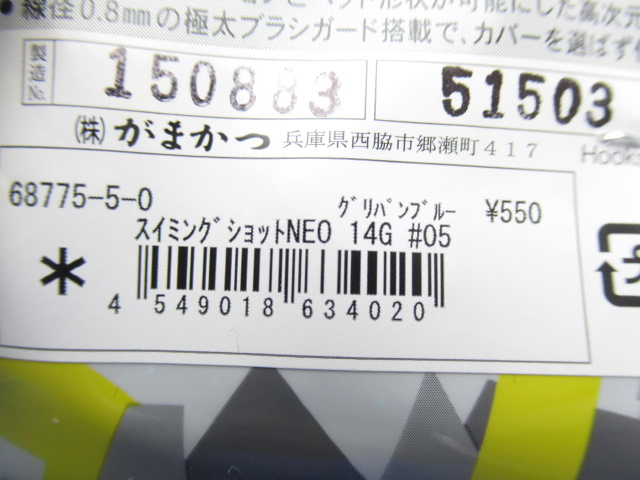 線径0.8mmの極太ブラシガード搭載で、カバーを選ばず
製造No. 150883 51503
(株)がまかつ 兵庫県西脇市郷瀬町417
68775-5-0 グリパンブルー ¥550
スイミングショットNEO 14G #05
*
4 549018 634020
プ